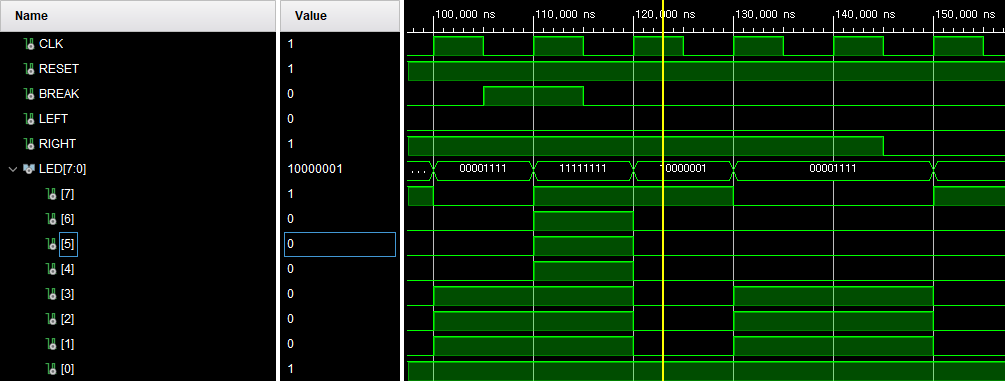 Name Value 100,000 ns 110,000 ns 120,000 ns 130,000 ns 140,000 ns 150,000 ns
CLK 1
RESET 1
BREAK 0
LEFT 0
RIGHT 1
LED[7:0] 10000001 ... 00001111 11111111 10000001 00001111
[7] 1
[6] 0
[5] 0
[4] 0
[3] 0
[2] 0
[1] 0
[0] 1